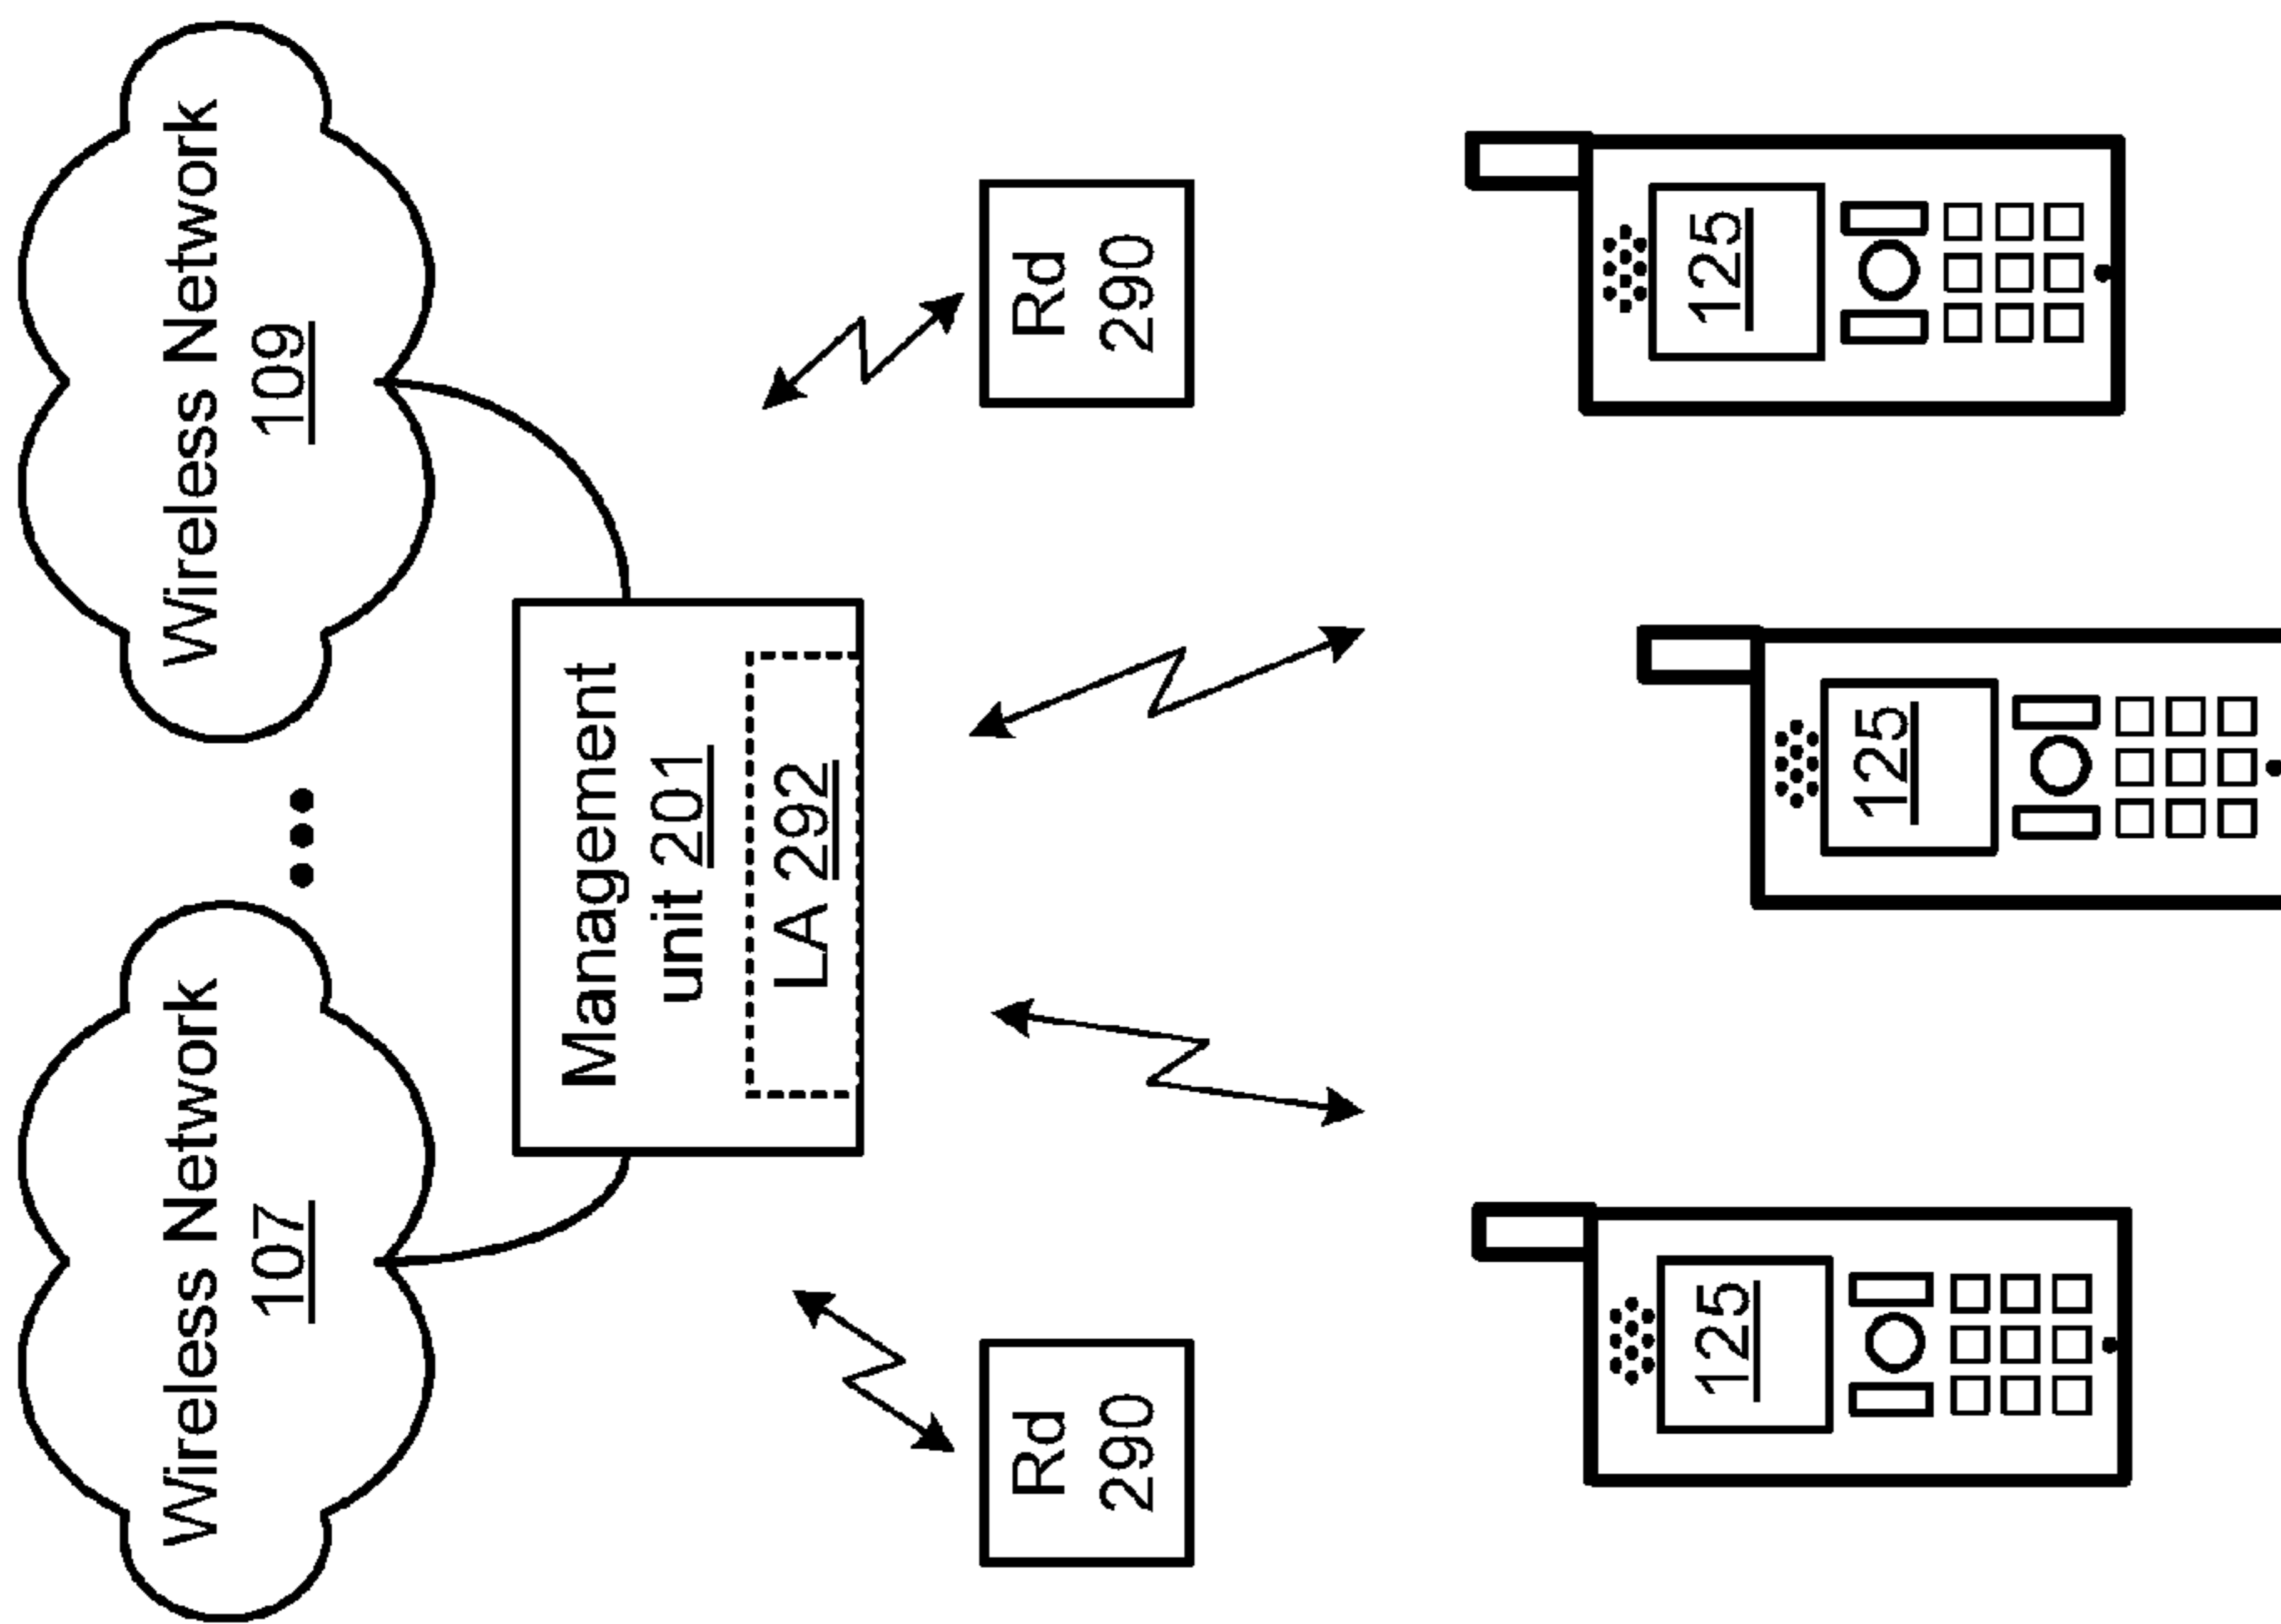 Wireless Network
107
Wireless Network
109
Management
unit 201
LA 292
Rd
290
Rd
290
125
125
125